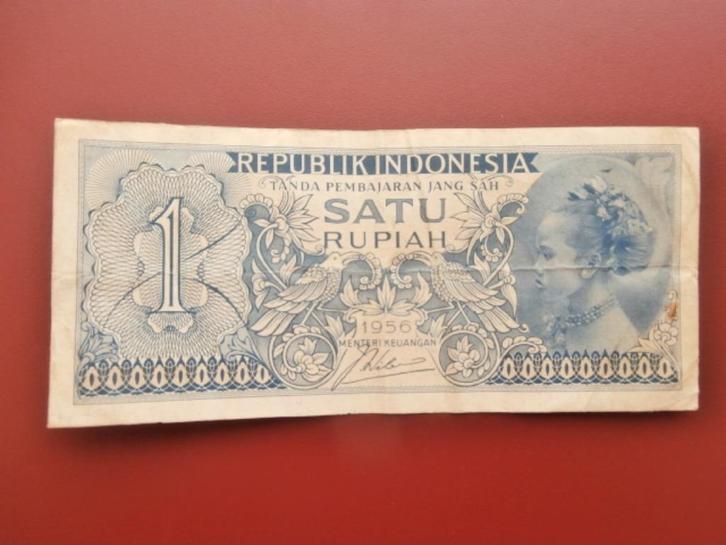 REPUBLIK INDONESIA
TANDA PEMBAJARAN JANG SAH
SATU
RUPIAH
1
1956
MENTERI KEUANGAN